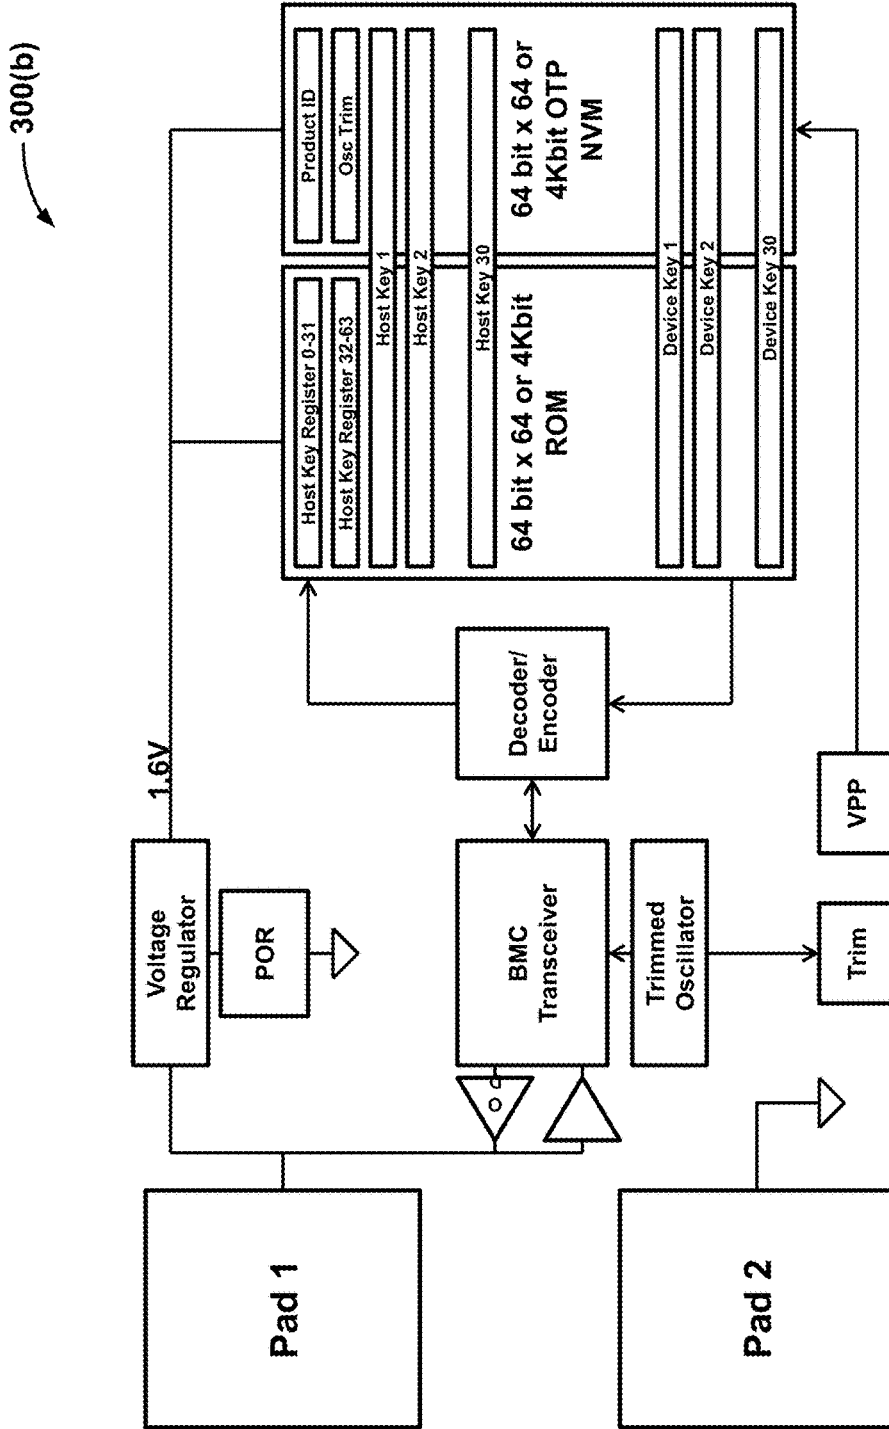 300(b)
Pad 1
Pad 2
Voltage
Regulator
POR
1.6V
BMC
Transceiver
Trimmed
Oscillator
Trim
VPP
Decoder/
Encoder
Host Key Register 0-31
Host Key Register 32-63
Product ID
Osc Trim
Host Key 1
Host Key 2
Host Key 30
64 bit x 64 or 4Kbit
ROM
64 bit x 64 or
4Kbit OTP
NVM
Device Key 1
Device Key 2
Device Key 30